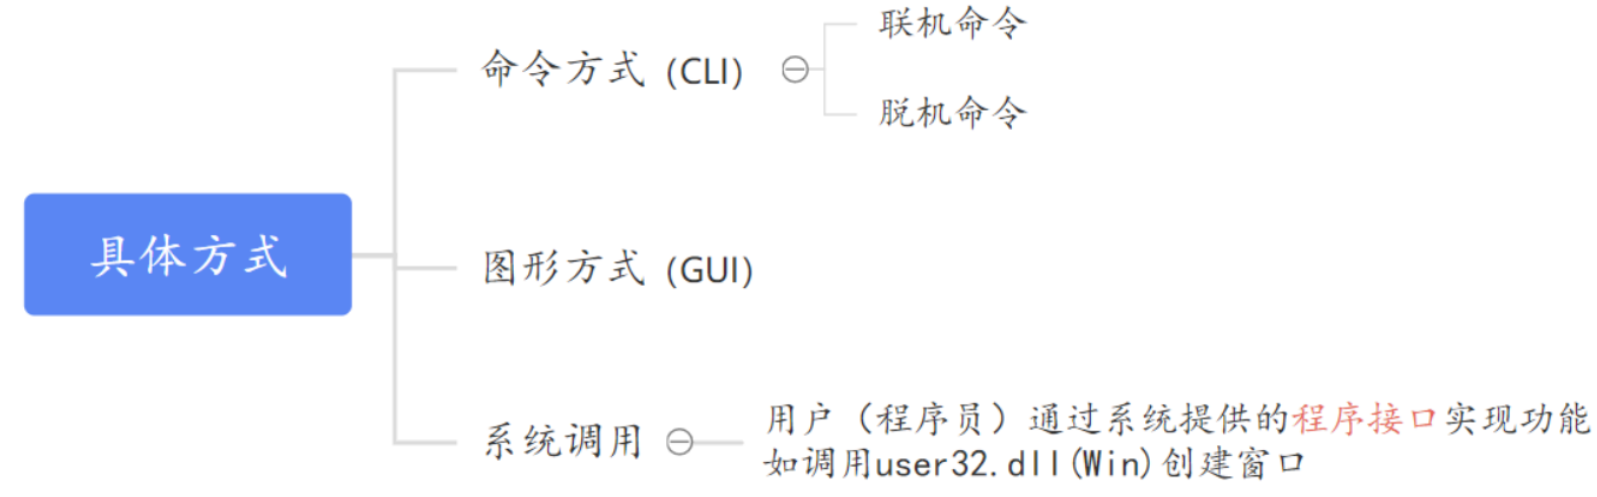 联机命令
命令方式（CLI）
脱机命令
具体方式
图形方式（GUI）
用户（程序员）通过系统提供的程序接口实现功能
系统调用
如调用user32.dll(Win)创建窗口